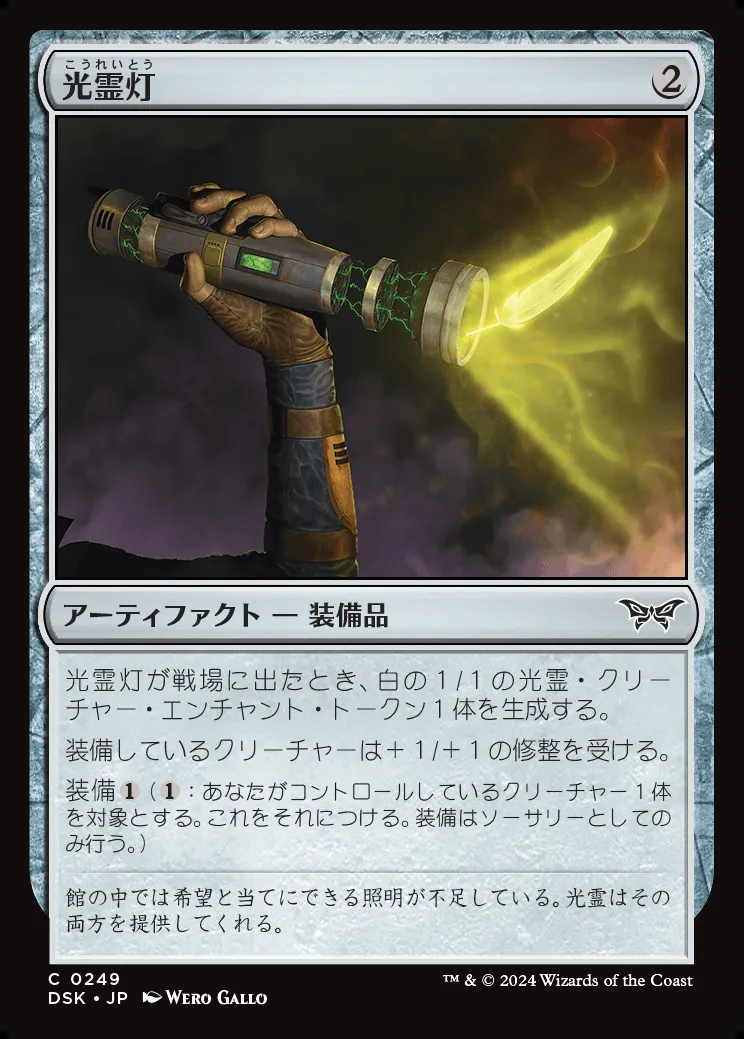 こうれいとう
光霊灯
2
アーティファクト — 装備品
光霊灯が戦場に出たとき、白の1/1の光霊・クリー
チャー・エンチャント・トークン1体を生成する。
装備しているクリーチャーは+1/+1の修整を受ける。
装備1(1:あなたがコントロールしているクリーチャー1体
を対象とする。これをそれにつける。装備はソーサリーとしての
み行う。)
館の中では希望と当てにできる照明が不足している。光霊はその
両方を提供してくれる。
C 0249
DSK • JP Wero Gallo
™ & © 2024 Wizards of the Coast